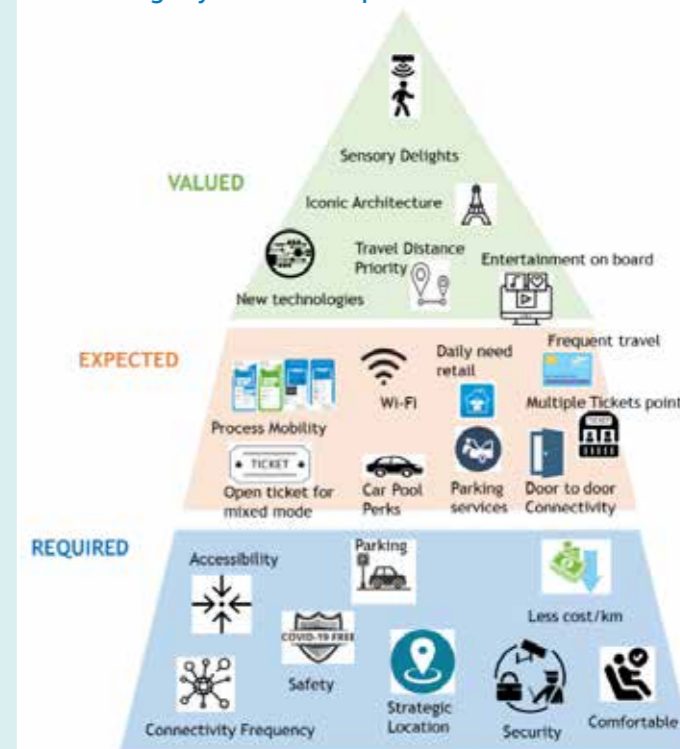 Sensory Delights
VALUED
Iconic Architecture
Travel Distance
Priority
Entertainment on board
New technologies
EXPECTED
Frequent travel
Daily need
retail
Wi-Fi
Multiple Tickets point
Process Mobility
TICKET
TICKET
Open ticket for
mixed mode
Car Pool
Perks
Parking
services
Door to door
Connectivity
REQUIRED
Accessibility
Parking
Less cost/km
COVID-19 FREE
Safety
Strategic
Location
Connectivity Frequency
Security
Comfortable